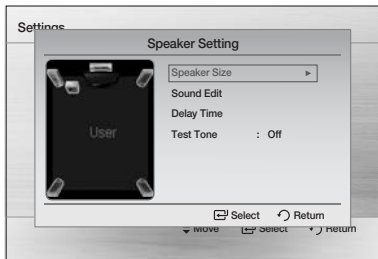 Settings
Speaker Setting
Speaker Size ►
Sound Edit
Delay Time
Test Tone : Off
User
Select Return
Move Select Return